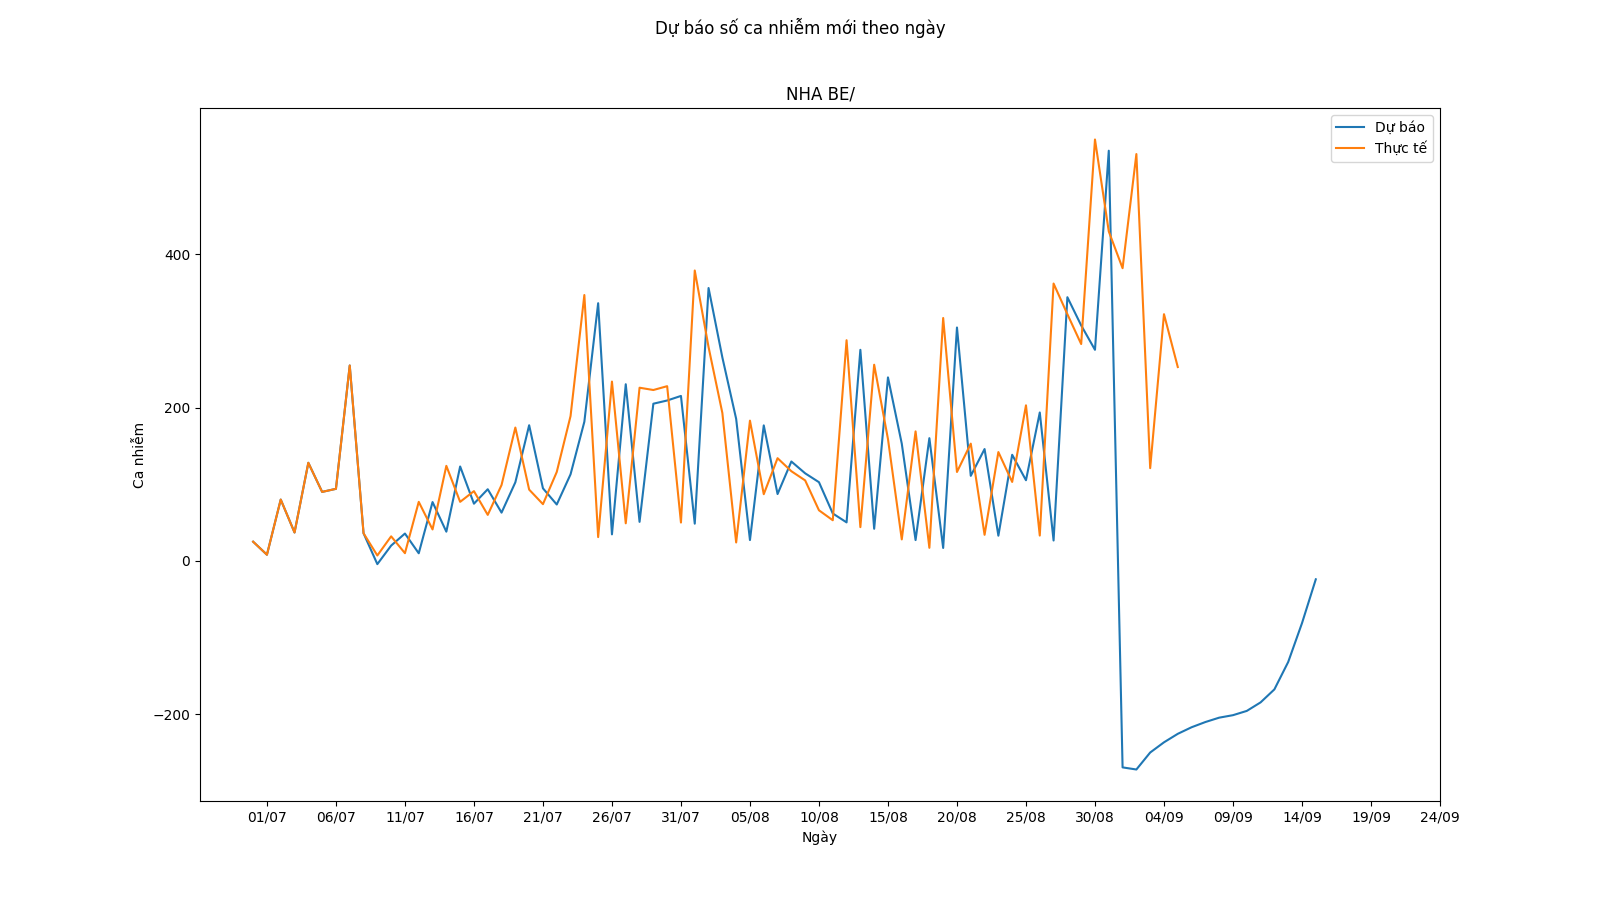 Dự báo số ca nhiễm mới theo ngày
NHA BE/
Dự báo
Thực tế
Ca nhiễm
400
200
0
−200
01/07 06/07 11/07 16/07 21/07 26/07 31/07 05/08 10/08 15/08 20/08 25/08 30/08 04/09 09/09 14/09 19/09 24/09
Ngày